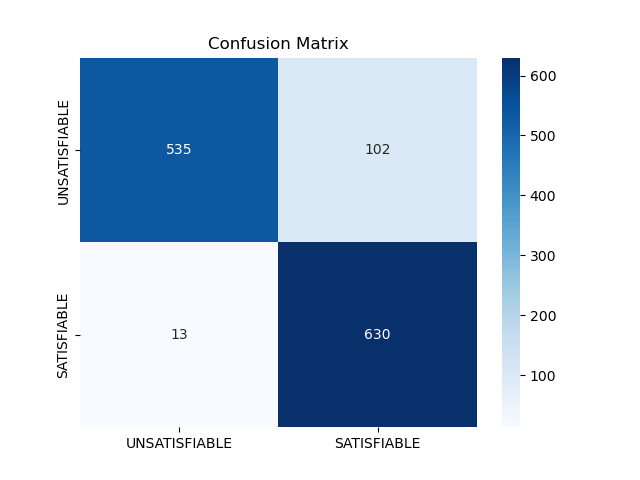 Confusion Matrix
UNSATISFIABLE
SATISFIABLE
535
102
13
630
UNSATISFIABLE
SATISFIABLE
600
500
400
300
200
100